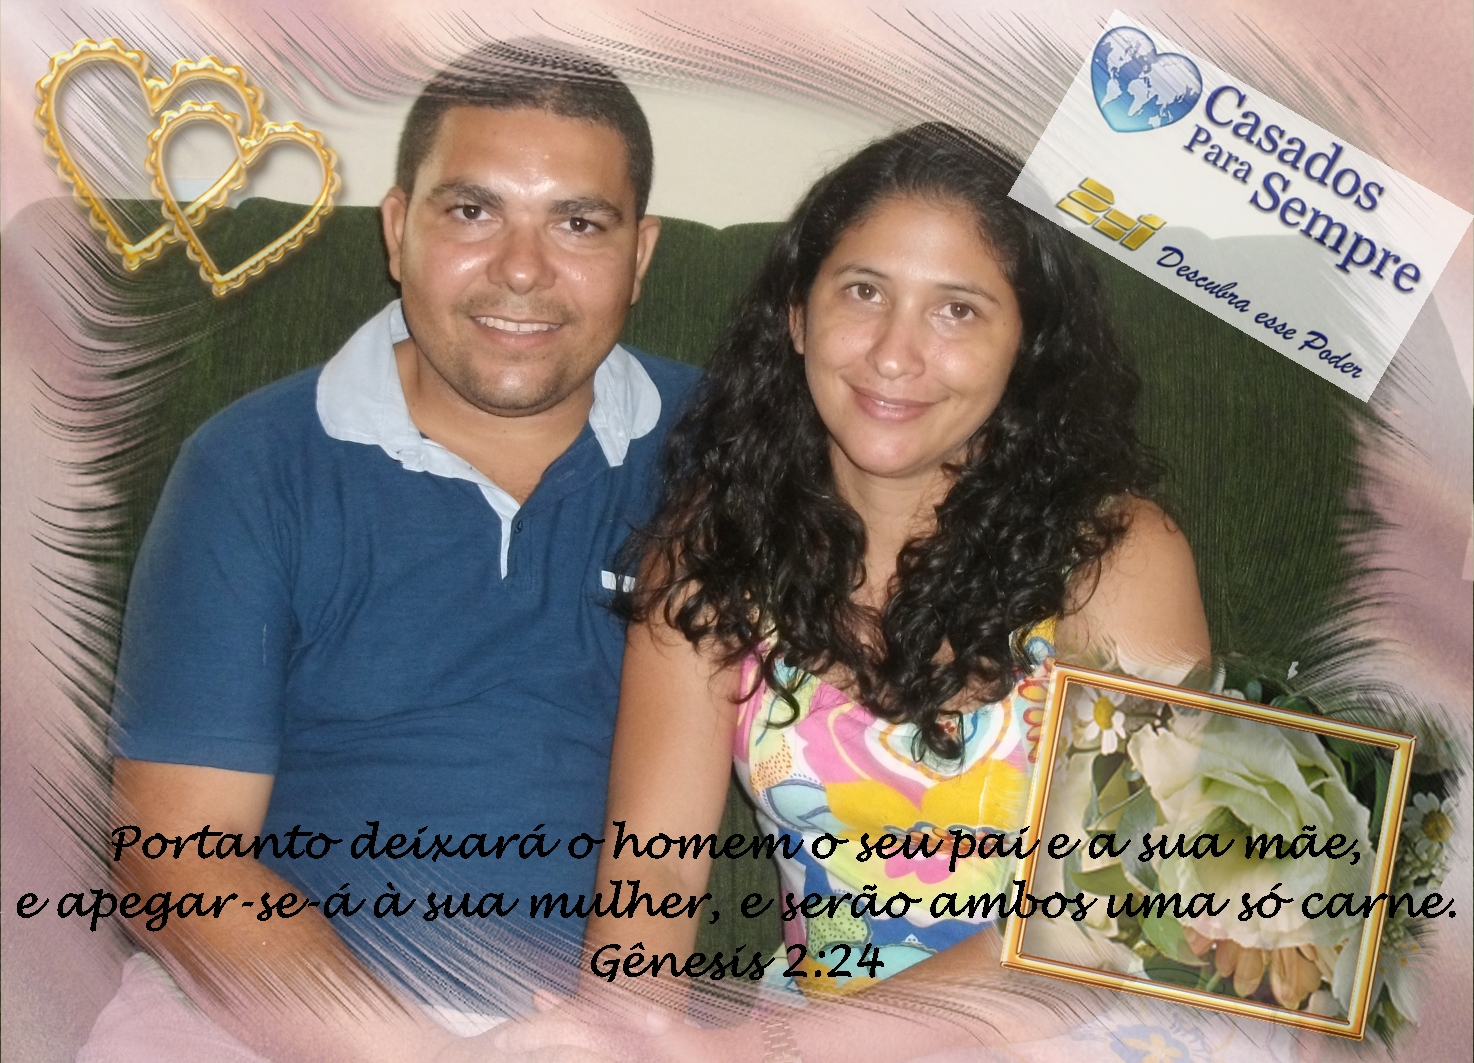 Casados
Para Sempre
2=1
Descubra esse Poder
Portanto deixará o homem o seu pai e a sua mãe,
e apegar-se-á à sua mulher, e serão ambos uma só carne.
Gênesis 2:24